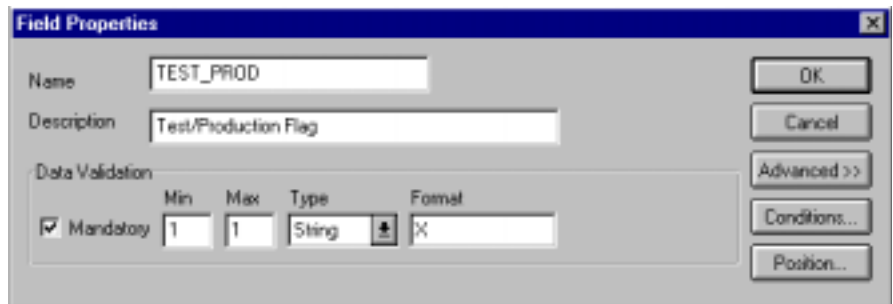 Field Properties
Name TEST_PROD OK
Description Test/Production Flag Cancel
Data Validation Advanced >>
Min Max Type Format
Mandatory 1 1 String X Conditions...
Position...